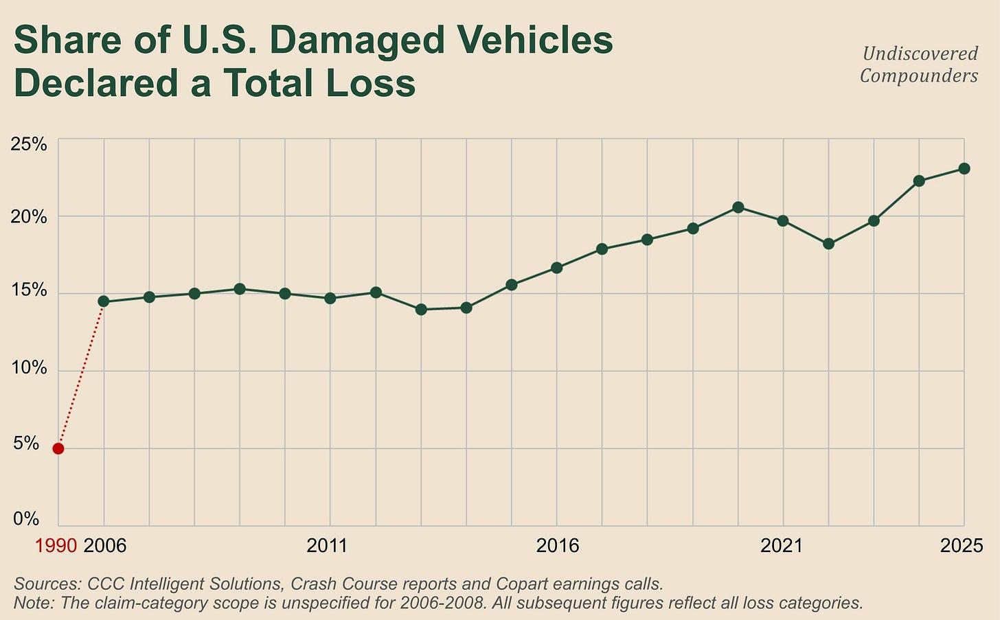 Share of U.S. Damaged Vehicles
Declared a Total Loss
Undiscovered
Compounders
25%
20%
15%
10%
5%
0%
1990 2006 2011 2016 2021 2025
Sources: CCC Intelligent Solutions, Crash Course reports and Copart earnings calls.
Note: The claim-category scope is unspecified for 2006-2008. All subsequent figures reflect all loss categories.